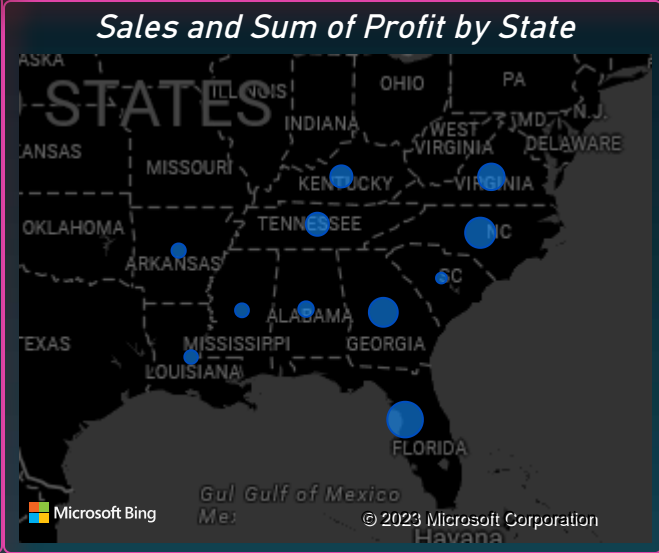 Sales and Sum of Profit by State
ASKA
STATES
ILLINOIS
OHIO
PA
INDIANA
N.J.
MD.
WEST
VIRGINIA
DELAWARE
ANSAS
MISSOURI
KENTUCKY
VIRGINIA
OKLAHOMA
TENNESSEE
NC
ARKANSAS
SC
ALABAMA
TEXAS
MISSISSIPPI
GEORGIA
LOUISIANA
FLORIDA
Gul Gulf of Mexico
Me
Microsoft Bing
© 2023 Microsoft Corporation
Havana